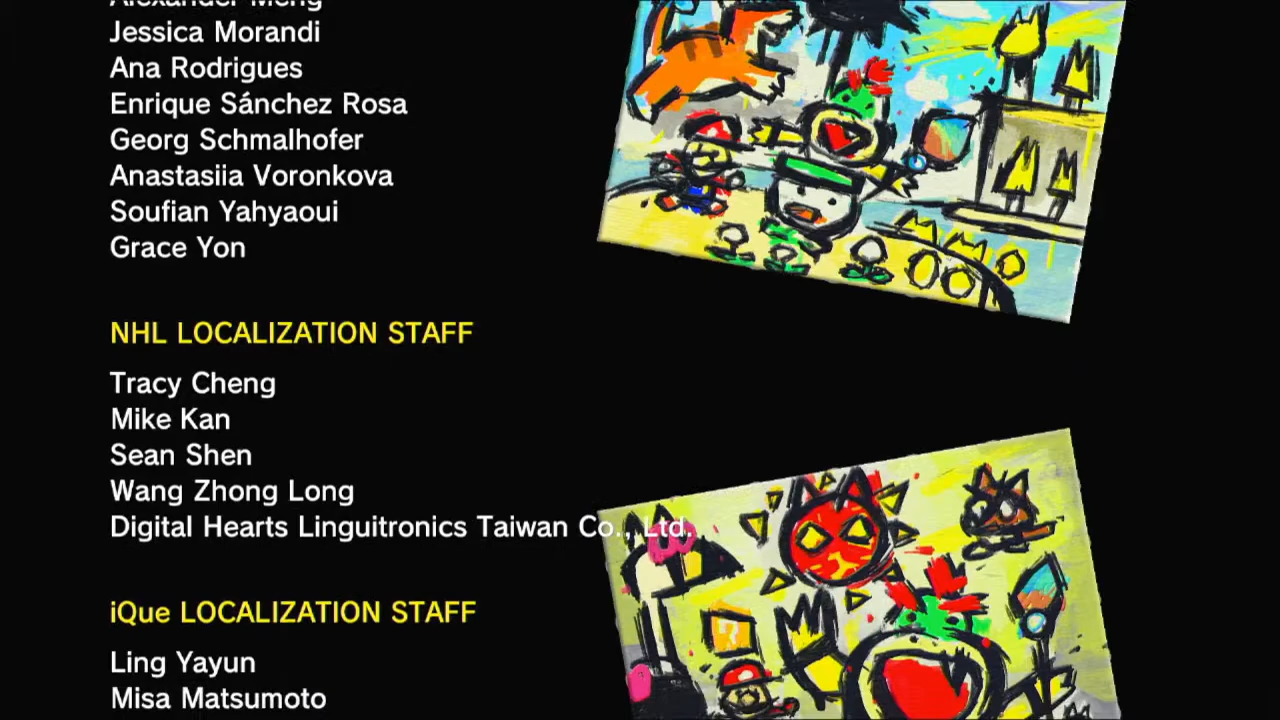 Alexander Meng
Jessica Morandi
Ana Rodrigues
Enrique Sánchez Rosa
Georg Schmalhofer
Anastasiia Voronkova
Soufian Yahyaoui
Grace Yon
NHL LOCALIZATION STAFF
Tracy Cheng
Mike Kan
Sean Shen
Wang Zhong Long
Digital Hearts Linguitronics Taiwan Co., Ltd.
iQue LOCALIZATION STAFF
Ling Yayun
Misa Matsumoto